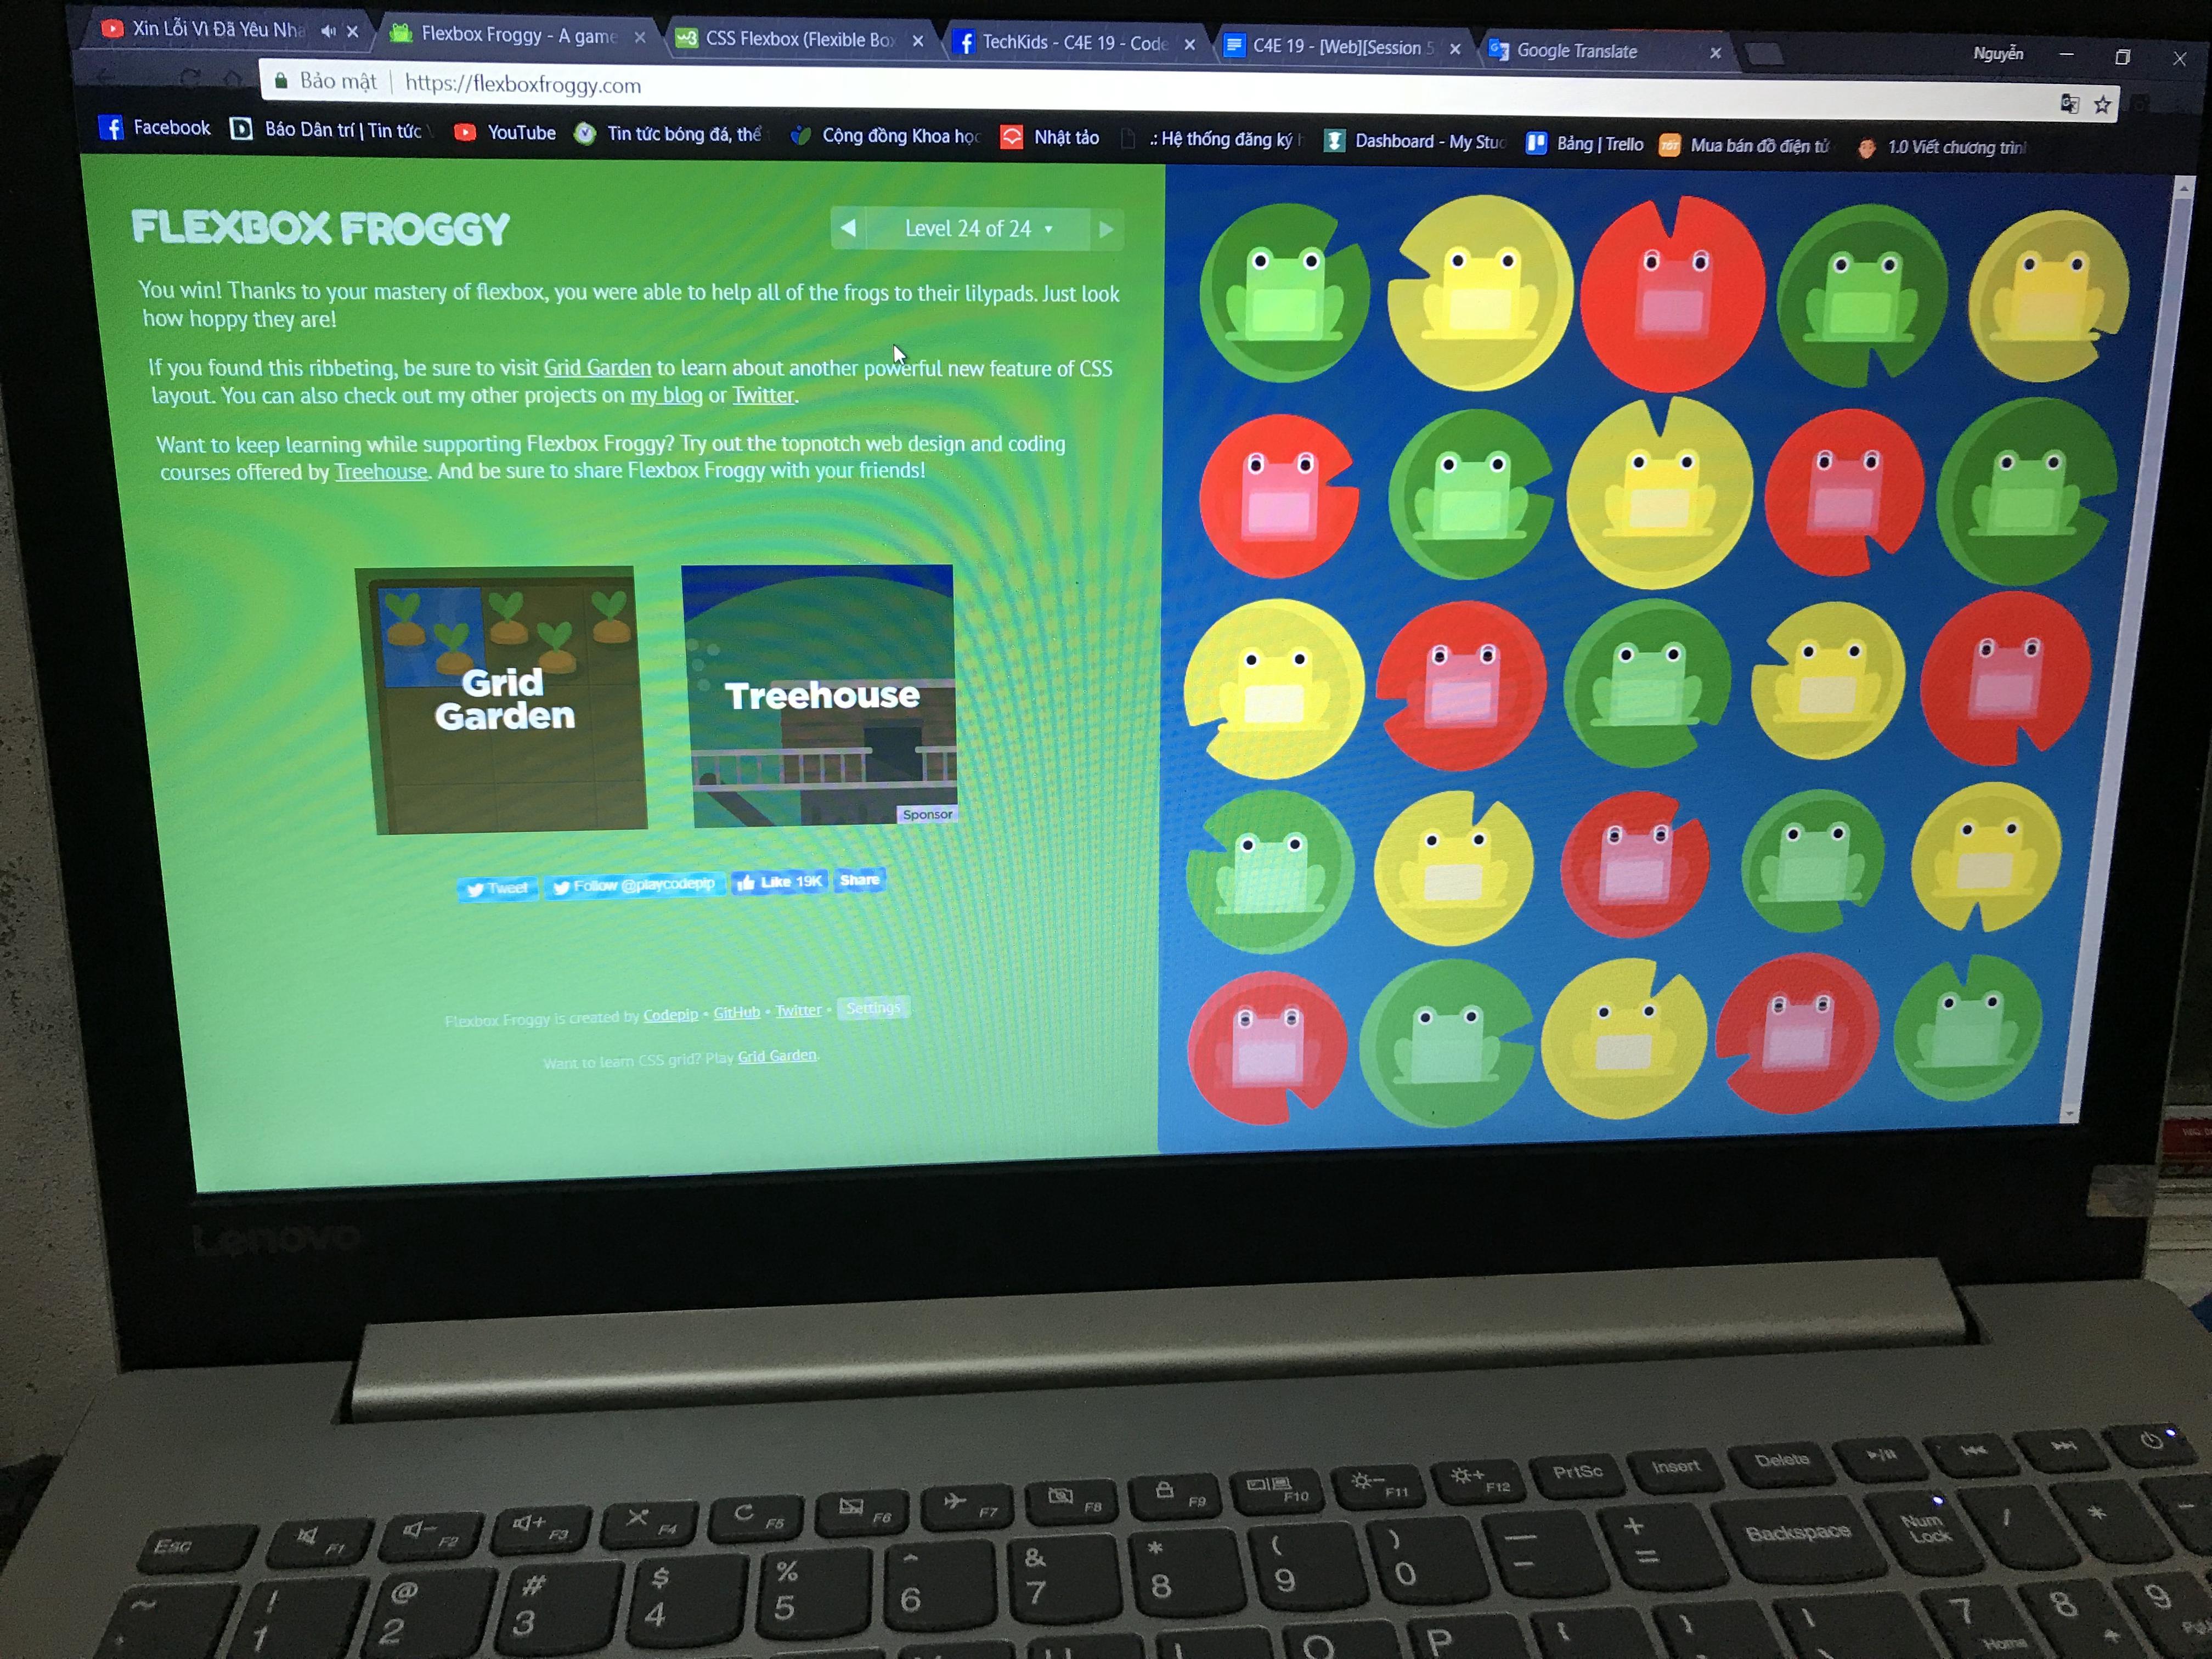 Xin Lỗi Vì Đã Yêu Nhầ
Flexbox Froggy - A game
CSS Flexbox (Flexible Box
TechKids - C4E 19 - Code
C4E 19 - [Web][Session 5
Google Translate
Nguyễn
Bảo mật
https://flexboxfroggy.com
Facebook
Báo Dân trí | Tin tức
YouTube
Tin tức bóng đá, thể
Cộng đồng Khoa học
Nhật tảo
.: Hệ thống đăng ký
Dashboard - My Stud
Bảng | Trello
Mua bán đồ điện tử
1.0 Viết chương trình
FLEXBOX FROGGY
Level 24 of 24
You win! Thanks to your mastery of flexbox, you were able to help all of the frogs to their lilypads. Just look
how hoppy they are!
If you found this ribbeting, be sure to visit Grid Garden to learn about another powerful new feature of CSS
layout. You can also check out my other projects on my blog or Twitter.
Want to keep learning while supporting Flexbox Froggy? Try out the topnotch web design and coding
courses offered by Treehouse. And be sure to share Flexbox Froggy with your friends!
Grid
Garden
Treehouse
Sponsor
Tweet
Follow @playcodepip
Like 19K
Share
Flexbox Froggy is created by Codepip • GitHub • Twitter • Settings
Want to learn CSS grid? Play Grid Garden.
Lenovo
Esc F1 F2 F3 F4 F5 F6 F7 F8 F9 F10 F11 F12 PrtSc Insert Delete
~ ! 1 @ 2 # 3 $ 4 % 5 ^ 6 & 7 * 8 ( 9 ) 0 — - + = Backspace Num Lock / * -
O P { } 7 Home 8 9